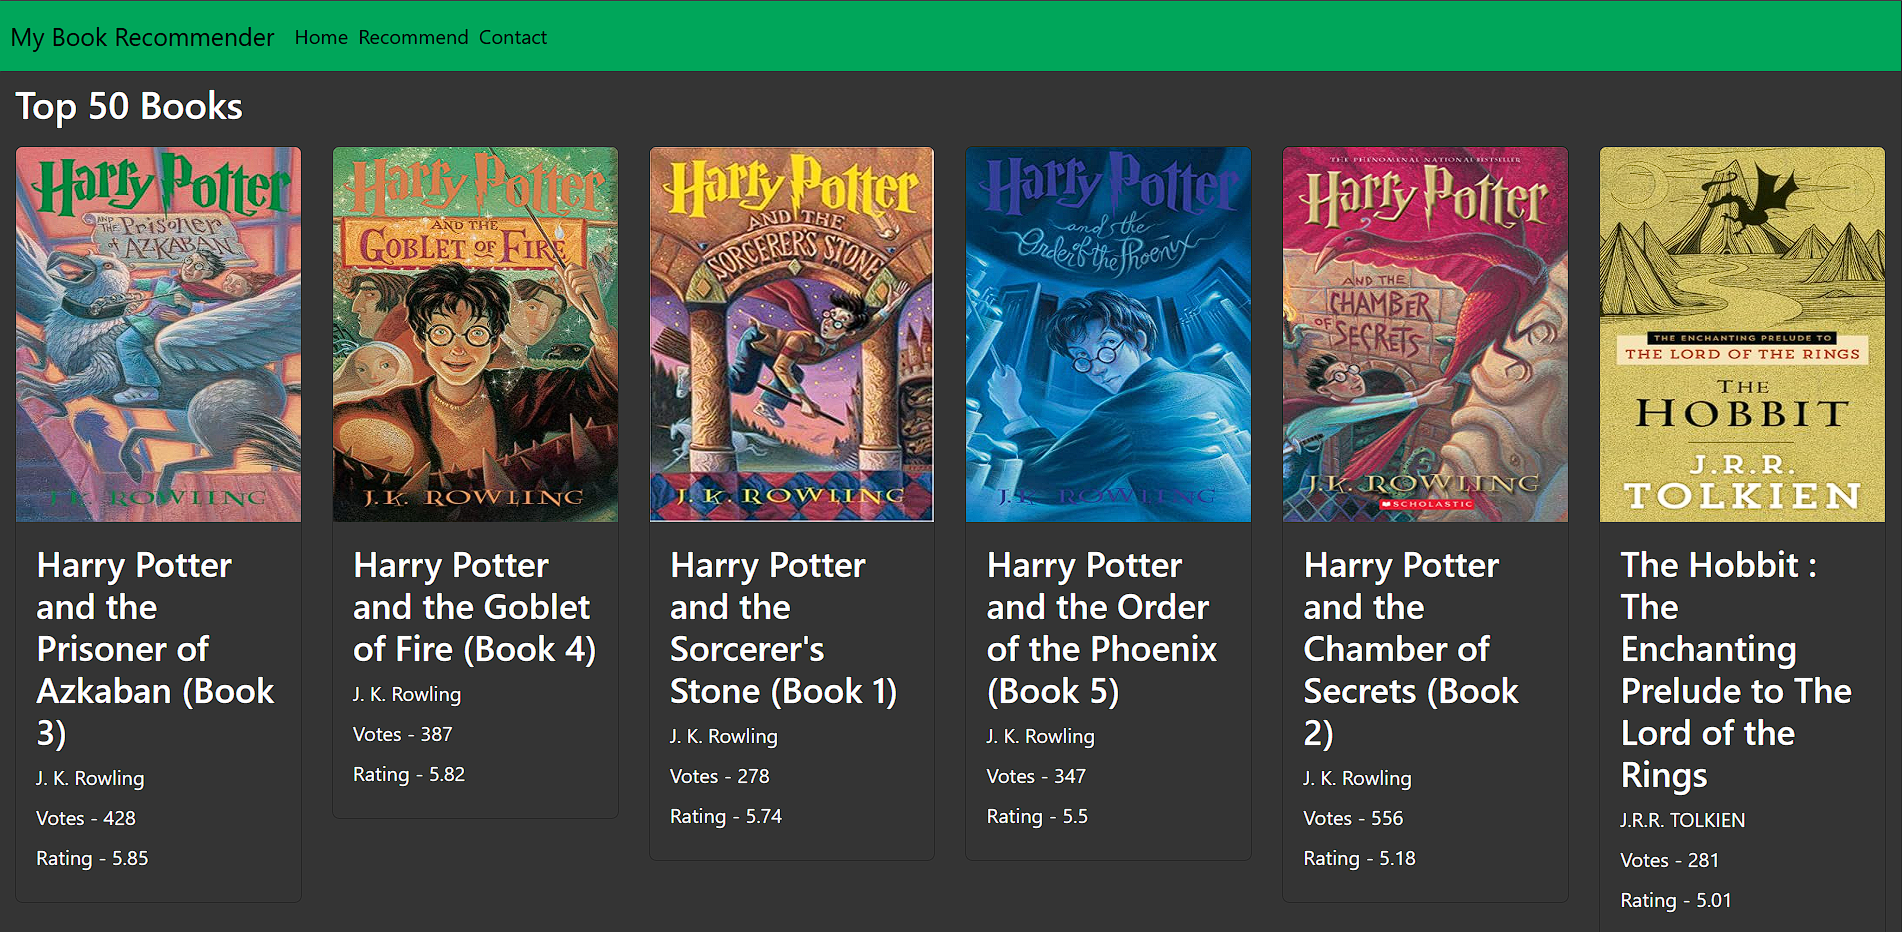 My Book Recommender Home Recommend Contact
Top 50 Books
Harry Potter
AND THE
Prisoner
of AZKABAN
J.K. ROWLING
Harry Potter
and the
Prisoner of
Azkaban (Book
3)
J. K. Rowling
Votes - 428
Rating - 5.85
Harry Potter
AND THE
GOBLET OF FIRE
J.K. ROWLING
Harry Potter
and the Goblet
of Fire (Book 4)
J. K. Rowling
Votes - 387
Rating - 5.82
Harry Potter
AND THE
SORCERER'S STONE
J.K. ROWLING
Harry Potter
and the
Sorcerer's
Stone (Book 1)
J. K. Rowling
Votes - 278
Rating - 5.74
Harry Potter
and the
Order of the Phoenix
J.K. ROWLING
Harry Potter
and the Order
of the Phoenix
(Book 5)
J. K. Rowling
Votes - 347
Rating - 5.5
THE PHENOMENAL NATIONAL BESTSELLER
Harry Potter
AND THE
CHAMBER
OF SECRETS
J.K. ROWLING
SCHOLASTIC
Harry Potter
and the
Chamber of
Secrets (Book
2)
J. K. Rowling
Votes - 556
Rating - 5.18
THE ENCHANTING PRELUDE TO
THE LORD OF THE RINGS
THE
HOBBIT
J.R.R.
TOLKIEN
The Hobbit :
The
Enchanting
Prelude to The
Lord of the
Rings
J.R.R. TOLKIEN
Votes - 281
Rating - 5.01